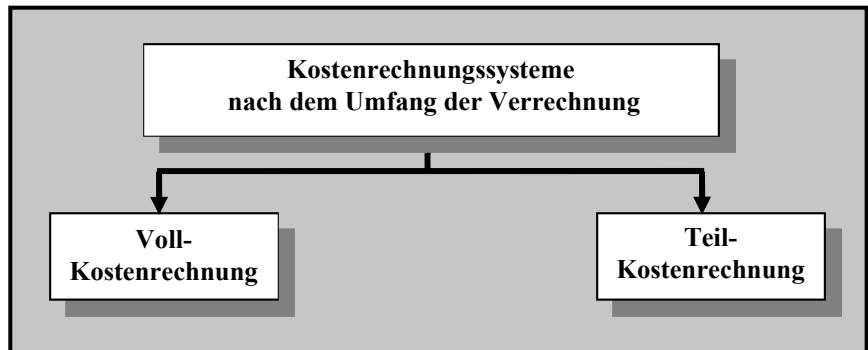 Kostenrechnungssysteme
nach dem Umfang der Verrechnung
Voll-
Kostenrechnung
Teil-
Kostenrechnung